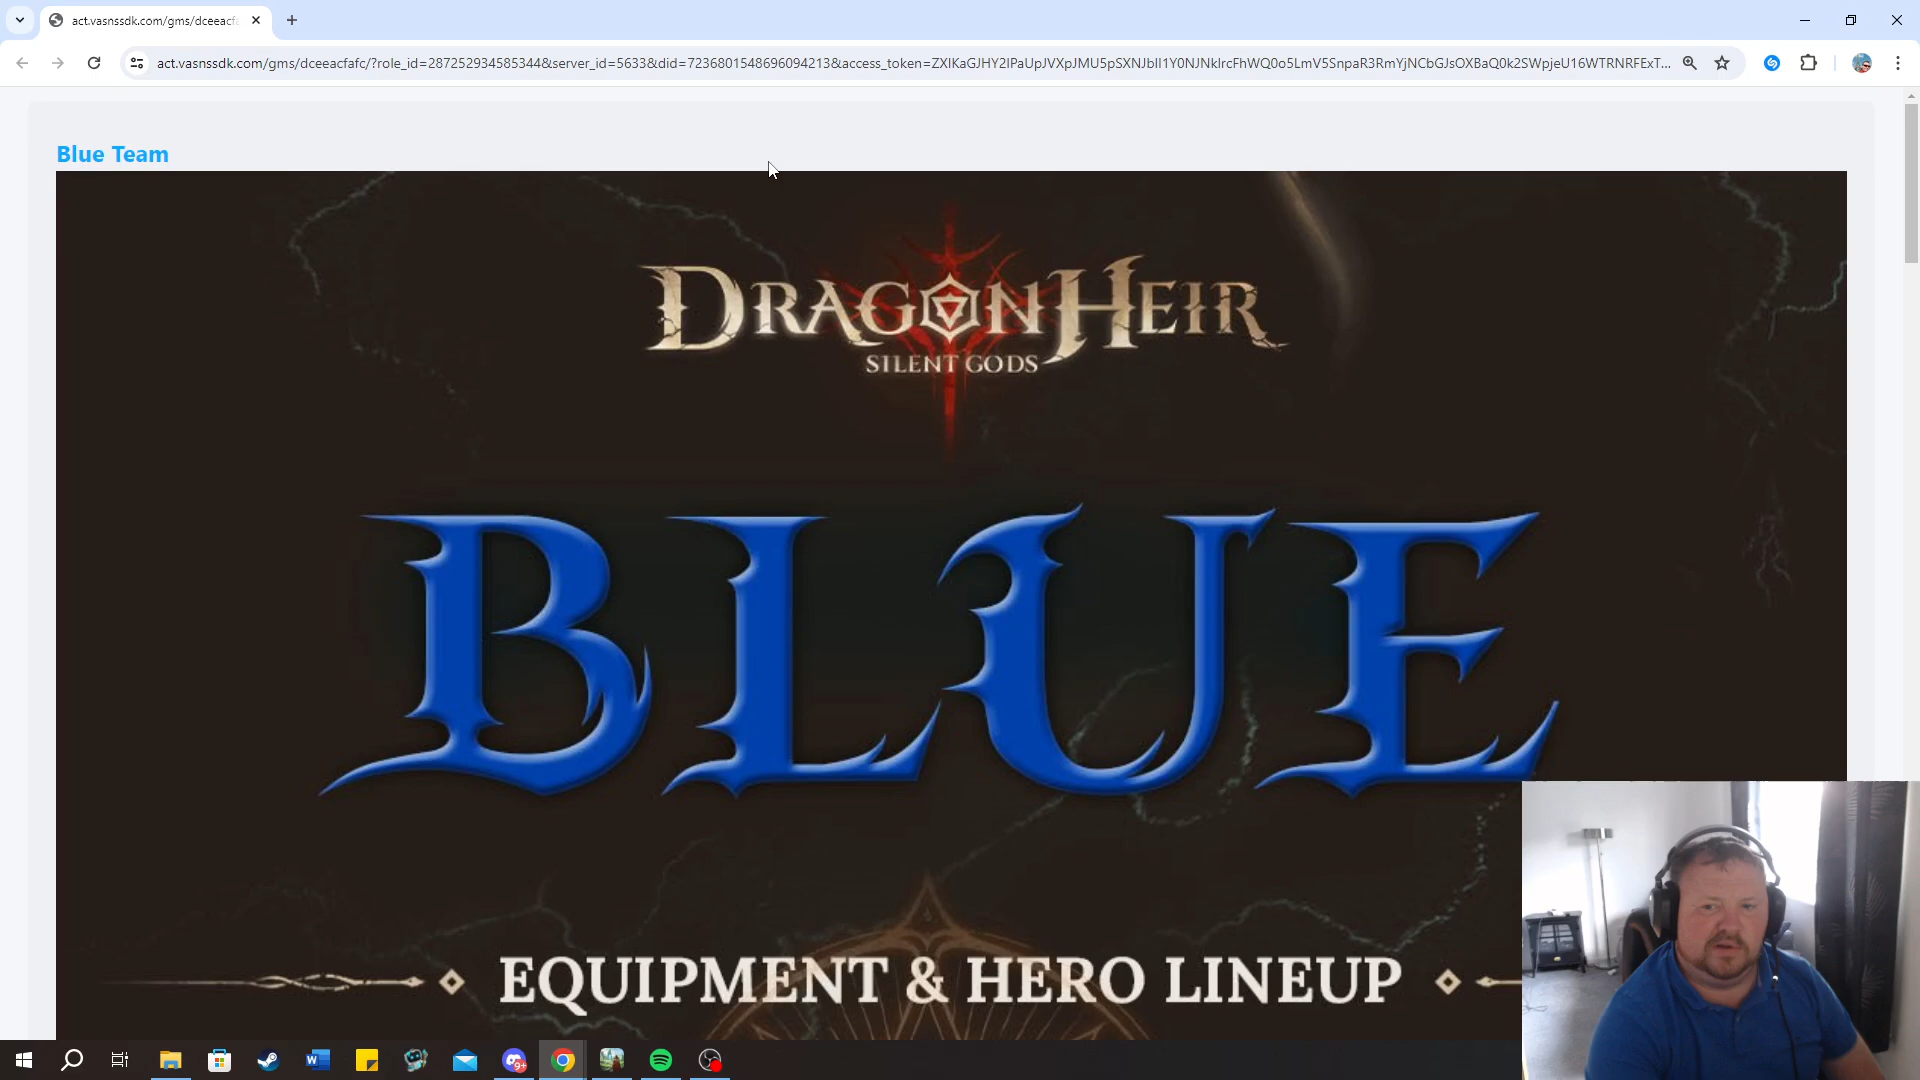 act.vasnssdk.com/gms/dceeacf
act.vasnssdk.com/gms/dceeacfafc/?role_id=287252934585344&server_id=5633&did=7236801548696094213&access_token=
Blue Team
DRAGONHEIR
SILENT GODS
BLUE
EQUIPMENT & HERO LINEUP
9+